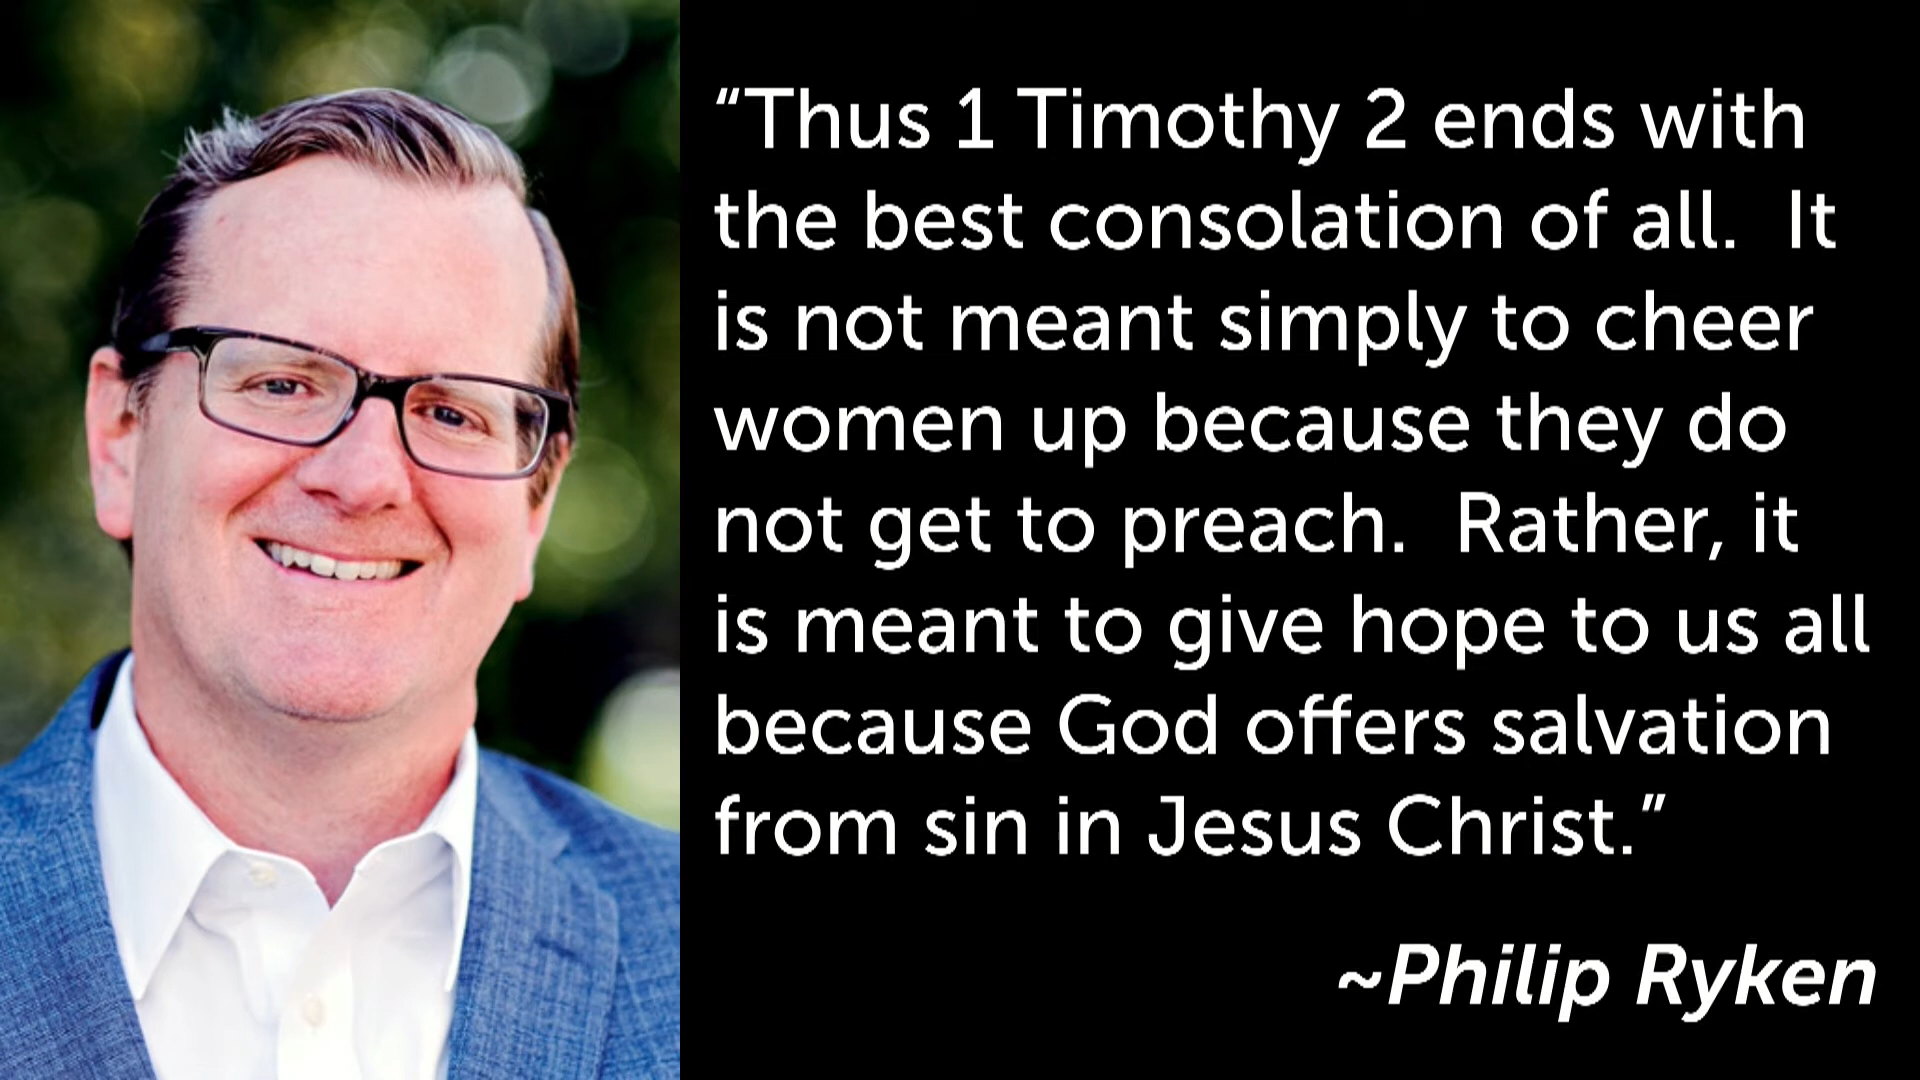 “Thus 1 Timothy 2 ends with
the best consolation of all.  It
is not meant simply to cheer
women up because they do
not get to preach.  Rather, it
is meant to give hope to us all
because God offers salvation
from sin in Jesus Christ.”
~Philip Ryken